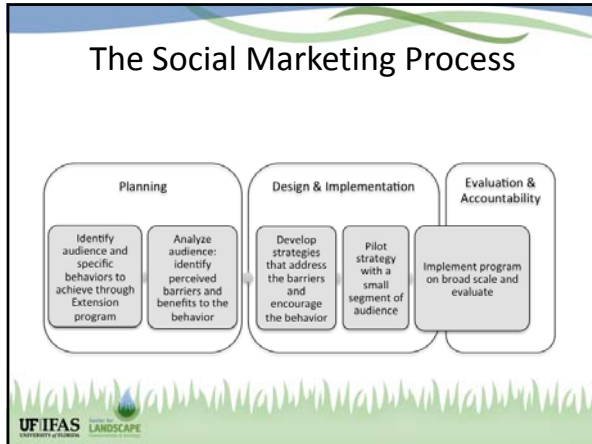 The Social Marketing Process
Planning
Identify
audience and
specific
behaviors to
achieve through
Extension
program
Analyze
audience:
identify
perceived
barriers and
benefits to the
behavior
Design & Implementation
Develop
strategies
that address
the barriers
and
encourage
the behavior
Pilot
strategy
with a
small
segment of
audience
Evaluation &
Accountability
Implement program
on broad scale and
evaluate
UF|IFAS
UNIVERSITY of FLORIDA
LANDSCAPE